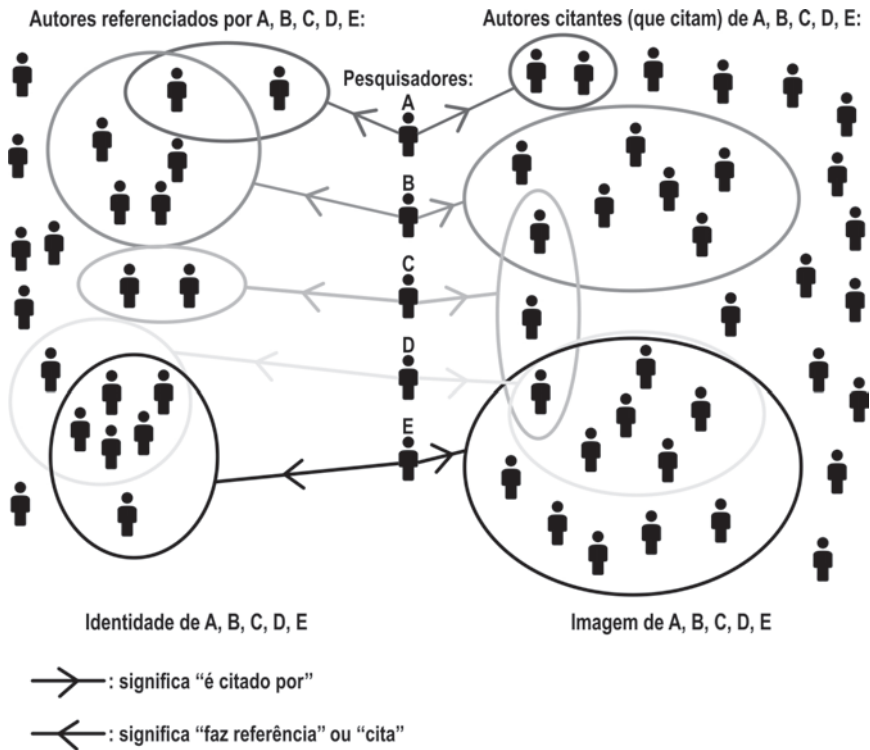 Autores referenciados por A, B, C, D, E:
Autores citantes (que citam) de A, B, C, D, E:
Pesquisadores:
A
B
C
D
E
Identidade de A, B, C, D, E
Imagem de A, B, C, D, E
: significa “é citado por”
: significa “faz referência” ou “cita”